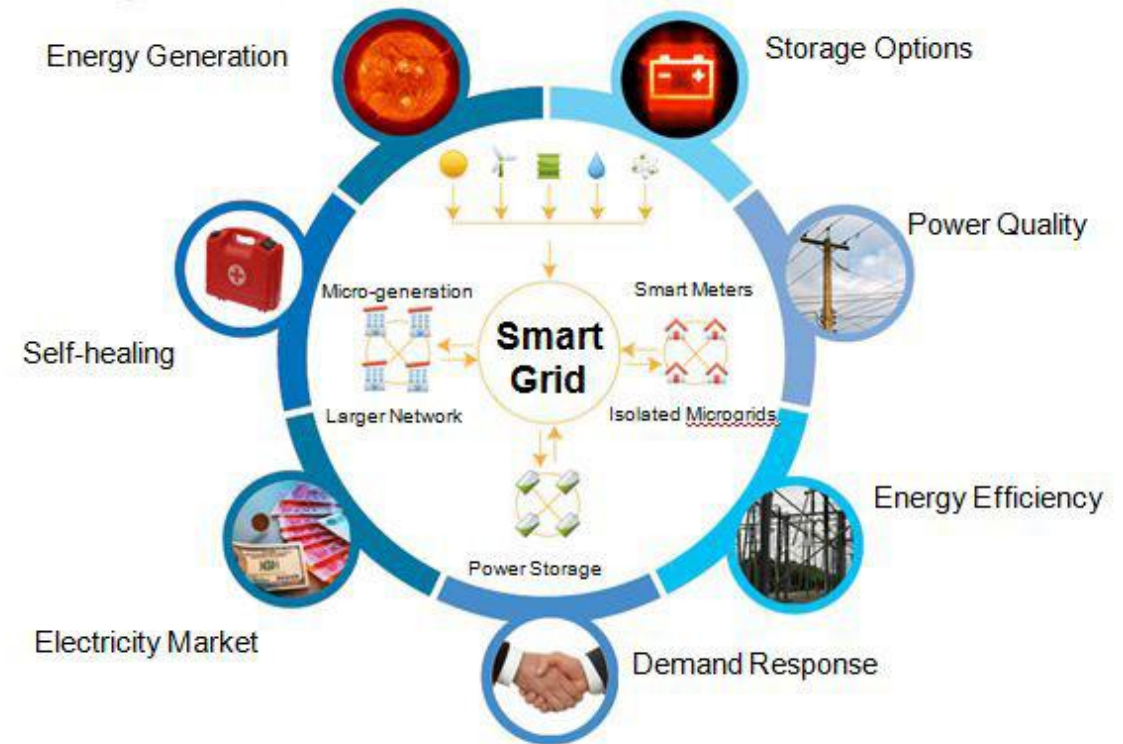 Energy Generation
Storage Options
Power Quality
Micro-generation
Smart Meters
Smart
Grid
Self-healing
Larger Network
Isolated Microgrids
Energy Efficiency
Power Storage
Electricity Market
Demand Response